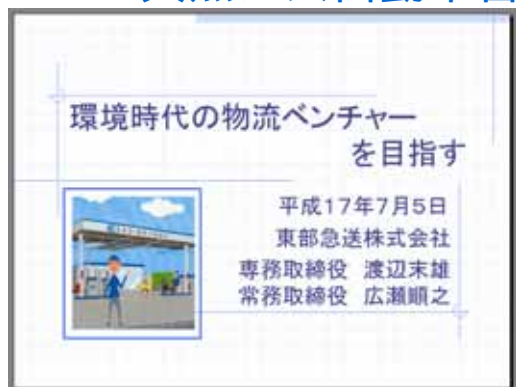 環境時代の物流ベンチャー
を目指す
平成17年7月5日
東部急送株式会社
専務取締役　渡辺末雄
常務取締役　広瀬順之